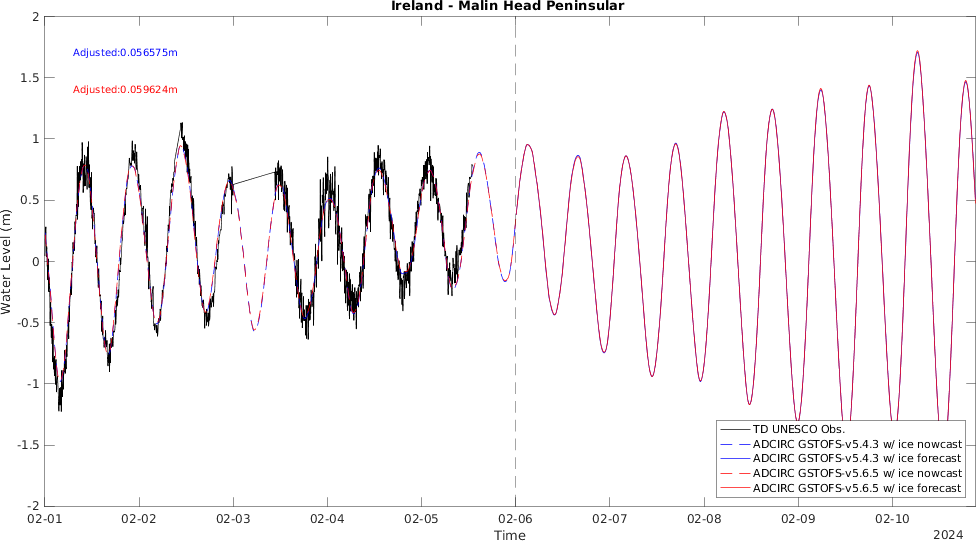 Ireland - Malin Head Peninsular
Adjusted:0.056575m
Adjusted:0.059624m
Water Level (m)
2
1.5
1
0.5
0
-0.5
-1
-1.5
-2
TD UNESCO Obs.
ADCIRC GSTOFS-v5.4.3 w/ ice nowcast
ADCIRC GSTOFS-v5.4.3 w/ ice forecast
ADCIRC GSTOFS-v5.6.5 w/ ice nowcast
ADCIRC GSTOFS-v5.6.5 w/ ice forecast
02-01 02-02 02-03 02-04 02-05 02-06 02-07 02-08 02-09 02-10
Time
2024